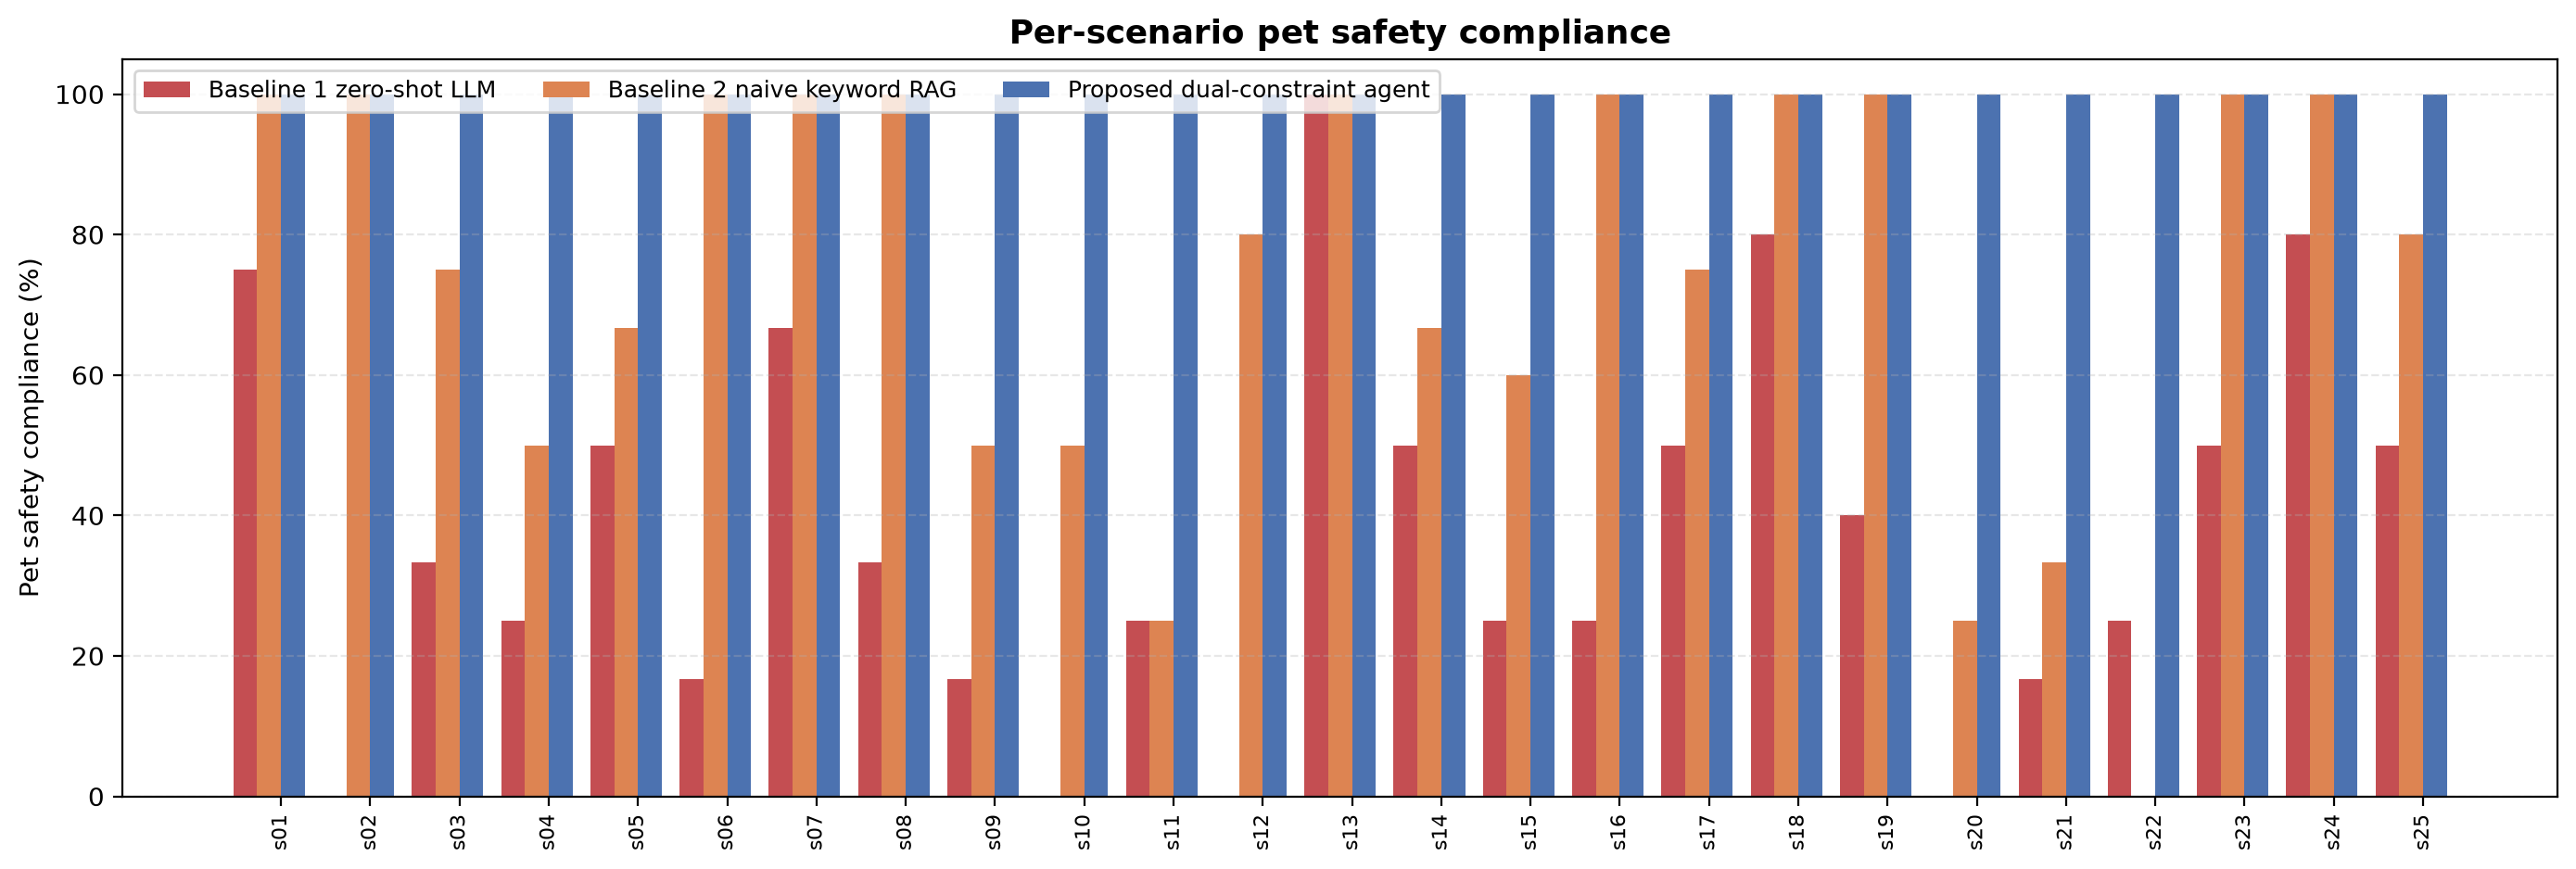 Per-scenario pet safety compliance
Baseline 1 zero-shot LLM Baseline 2 naive keyword RAG Proposed dual-constraint agent
Pet safety compliance (%)
100
80
60
40
20
0
s01 s02 s03 s04 s05 s06 s07 s08 s09 s10 s11 s12 s13 s14 s15 s16 s17 s18 s19 s20 s21 s22 s23 s24 s25